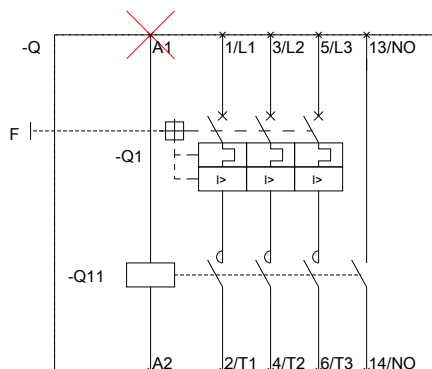 -Q A1 1/L1 3/L2 5/L3 13/NO
F
-Q1
I> I> I>
-Q11
A2 2/T1 4/T2 6/T3 14/NO